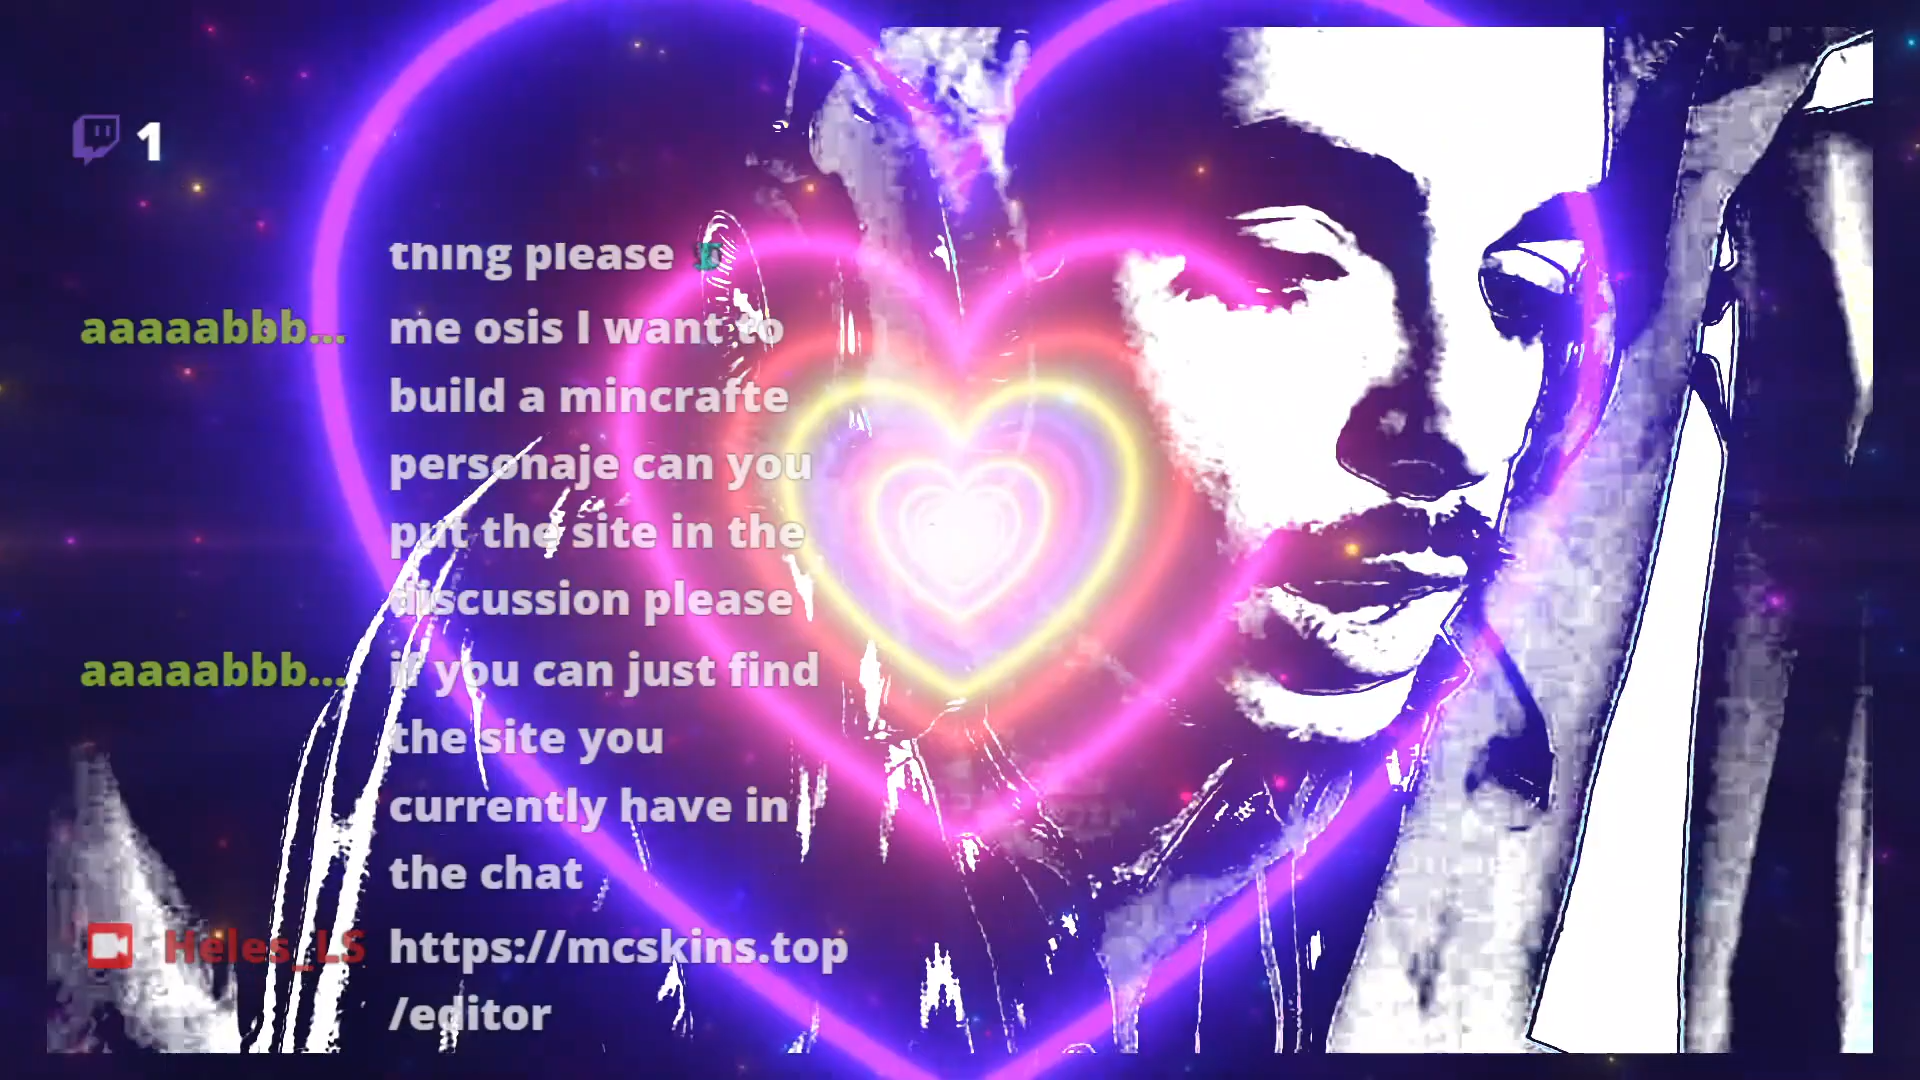 1
thing please
aaaaabbb... me osis I want to
build a mincrafte
personaje can you
put the site in the
discussion please
aaaaabbb... if you can just find
the site you
currently have in
the chat
Heles_LS https://mcskins.top
/editor